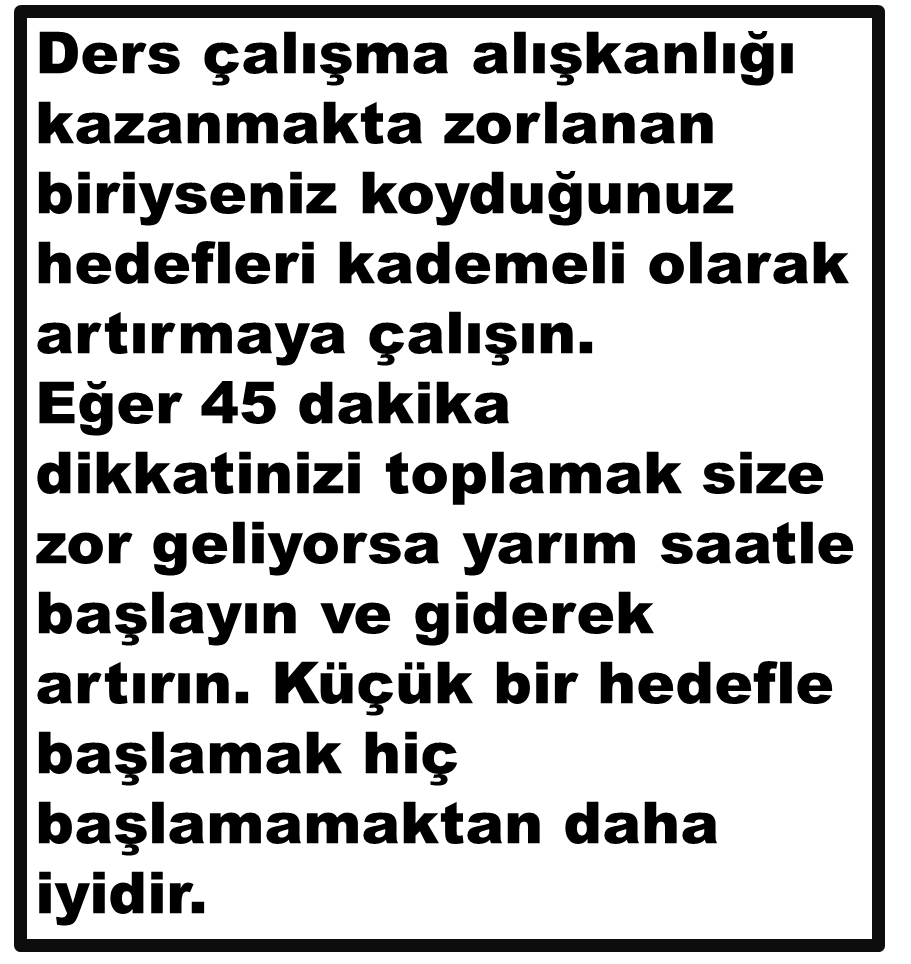 Ders çalışma alışkanlığı
kazanmakta zorlanan
biriyseniz koyduğunuz
hedefleri kademeli olarak
artırmaya çalışın.
Eğer 45 dakika
dikkatinizi toplamak size
zor geliyorsa yarım saatle
başlayın ve giderek
artırın. Küçük bir hedefle
başlamak hiç
başlamamaktan daha
iyidir.